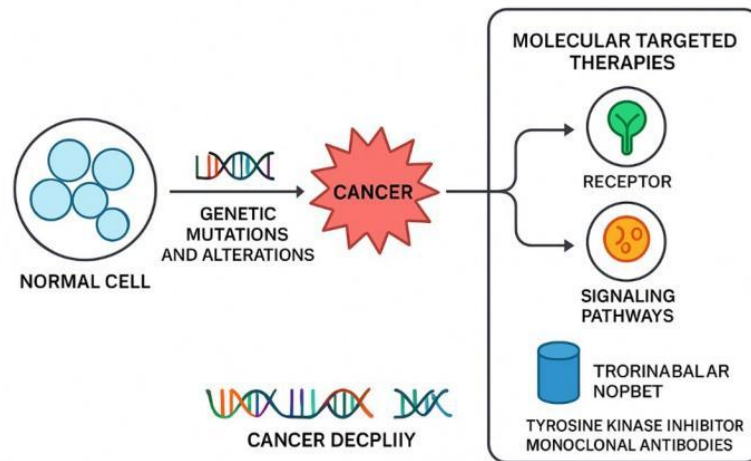 MOLECULAR TARGETED
THERAPIES
RECEPTOR
CANCER
GENETIC
MUTATIONS
AND ALTERATIONS
NORMAL CELL
SIGNALING
PATHWAYS
TRORINABALAR
NOPBET
TYROSINE KINASE INHIBITOR
MONOCLONAL ANTIBODIES
CANCER DECPLIIY